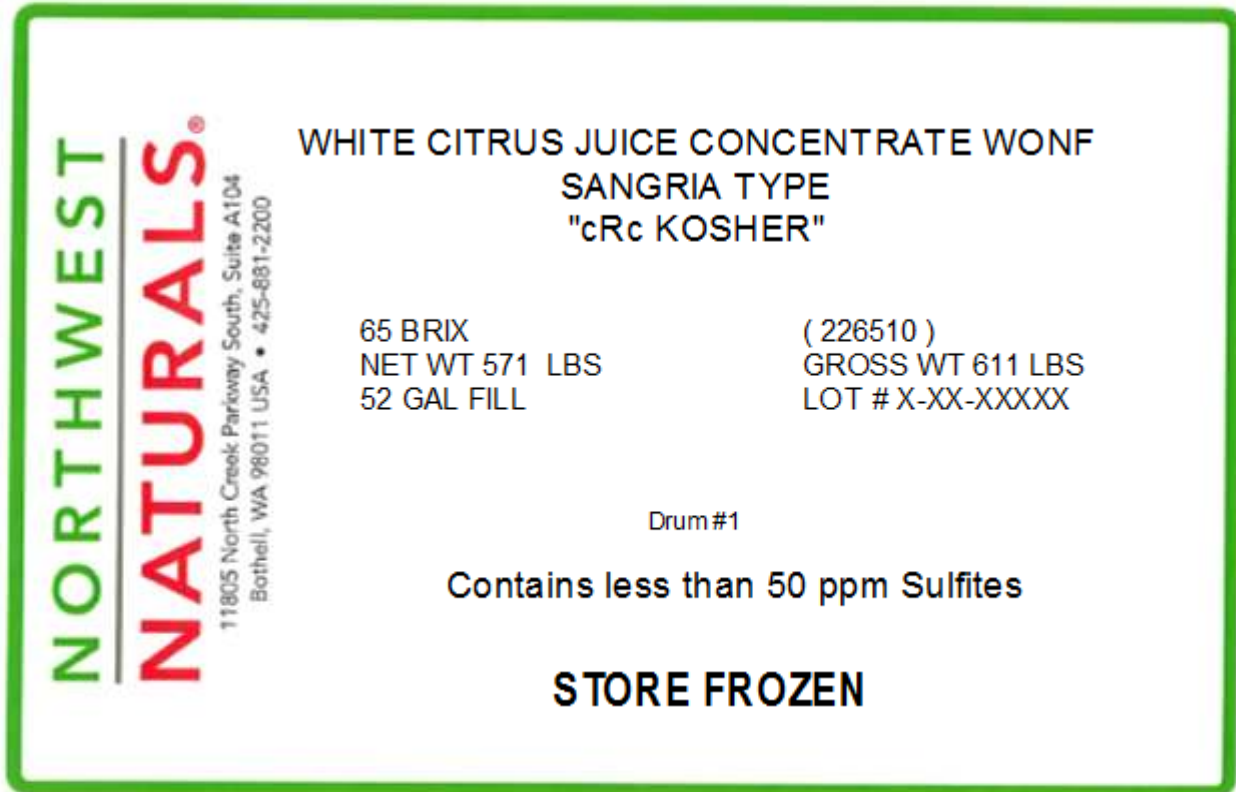 NORTHWEST
NATURALS®
11805 North Creek Parkway South, Suite A104
Bothell, WA 98011 USA • 425-881-2200
WHITE CITRUS JUICE CONCENTRATE WONF
SANGRIA TYPE
"cRc KOSHER"
65 BRIX ( 226510 )
NET WT 571 LBS GROSS WT 611 LBS
52 GAL FILL LOT # X-XX-XXXXX
Drum #1
Contains less than 50 ppm Sulfites
STORE FROZEN